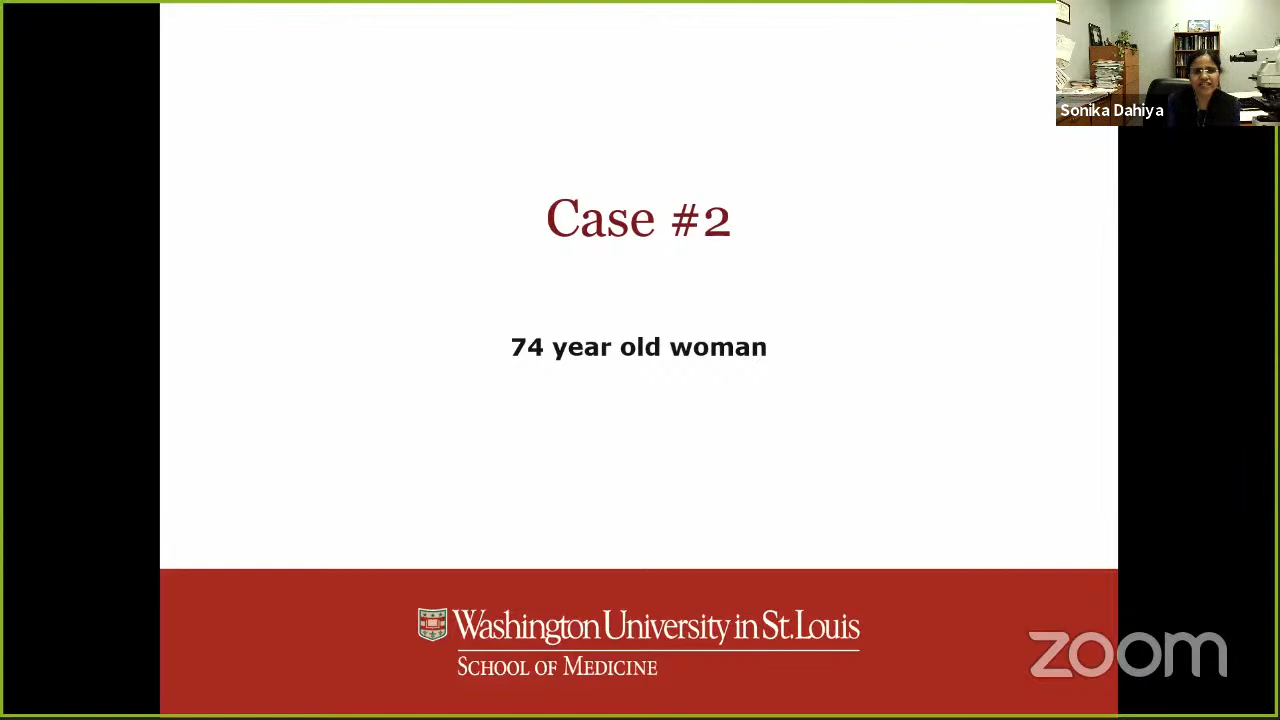 Sonika Dahiya
Case #2
74 year old woman
Washington University in St.Louis
SCHOOL OF MEDICINE
zoom